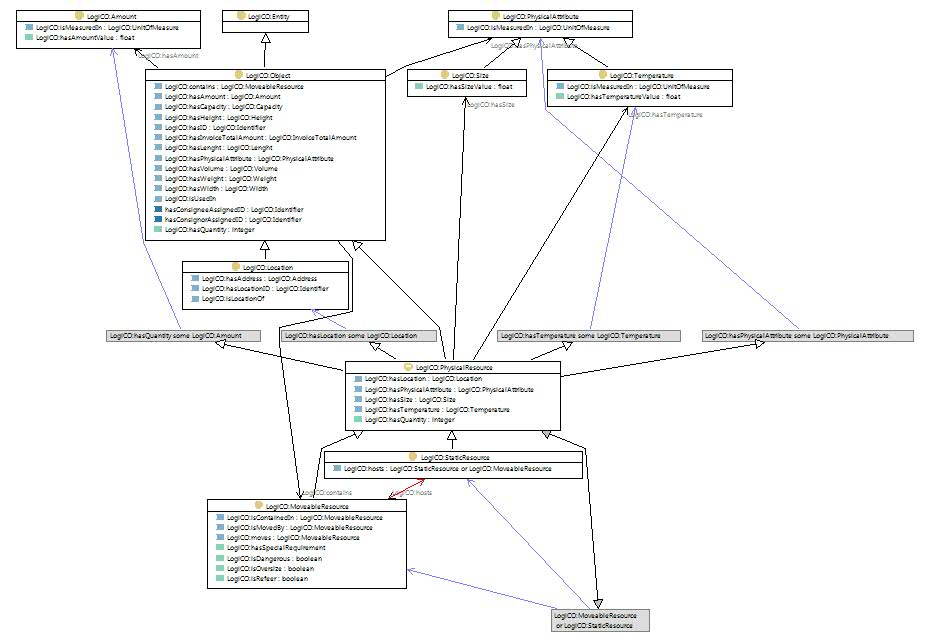 LogiCO:Amount
LogiCO:isMeasuredIn : LogiCO:UnitOfMeasure
LogiCO:hasAmountValue : float
LogiCO:Entity
LogiCO:PhysicalAttribute
LogiCO:isMeasuredIn : LogiCO:UnitOfMeasure
LogiCO:hasPhysicalAttribute
LogiCO:hasAmount
LogiCO:Object
LogiCO:contains : LogiCO:MoveableResource
LogiCO:hasAmount : LogiCO:Amount
LogiCO:hasCapacity : LogiCO:Capacity
LogiCO:hasHeight : LogiCO:Height
LogiCO:hasID : LogiCO:Identifier
LogiCO:hasInvoiceTotalAmount : LogiCO:InvoiceTotalAmount
LogiCO:hasLenght : LogiCO:Lenght
LogiCO:hasPhysicalAttribute : LogiCO:PhysicalAttribute
LogiCO:hasVolume : LogiCO:Volume
LogiCO:hasWeight : LogiCO:Weight
LogiCO:hasWidth : LogiCO:Width
LogiCO:isUsedIn
hasConsigneeAssignedID : LogiCO:Identifier
hasConsignorAssignedID : LogiCO:Identifier
LogiCO:hasQuantity : integer
LogiCO:Size
LogiCO:hasSizeValue : float
LogiCO:hasSize
LogiCO:Temperature
LogiCO:isMeasuredIn : LogiCO:UnitOfMeasure
LogiCO:hasTemperatureValue : float
LogiCO:hasTemperature
LogiCO:Location
LogiCO:hasAddress : LogiCO:Address
LogiCO:hasLocationID : LogiCO:Identifier
LogiCO:isLocationOf
LogiCO:hasQuantity some LogiCO:Amount
LogiCO:hasLocation some LogiCO:Location
LogiCO:hasTemperature some LogiCO:Temperature
LogiCO:hasPhysicalAttribute some LogiCO:PhysicalAttribute
LogiCO:PhysicalResource
LogiCO:hasLocation : LogiCO:Location
LogiCO:hasPhysicalAttribute : LogiCO:PhysicalAttribute
LogiCO:hasSize : LogiCO:Size
LogiCO:hasTemperature : LogiCO:Temperature
LogiCO:hasQuantity : integer
LogiCO:StaticResource
LogiCO:hosts : LogiCO:StaticResource or LogiCO:MoveableResource
LogiCO:contains
LogiCO:hosts
LogiCO:MoveableResource
LogiCO:isContainedIn : LogiCO:MoveableResource
LogiCO:isMovedBy : LogiCO:MoveableResource
LogiCO:moves : LogiCO:MoveableResource
LogiCO:hasSpecialRequirement
LogiCO:isDangerous : boolean
LogiCO:isOversize : boolean
LogiCO:isRefeer : boolean
LogiCO:MoveableResource
or LogiCO:StaticResource